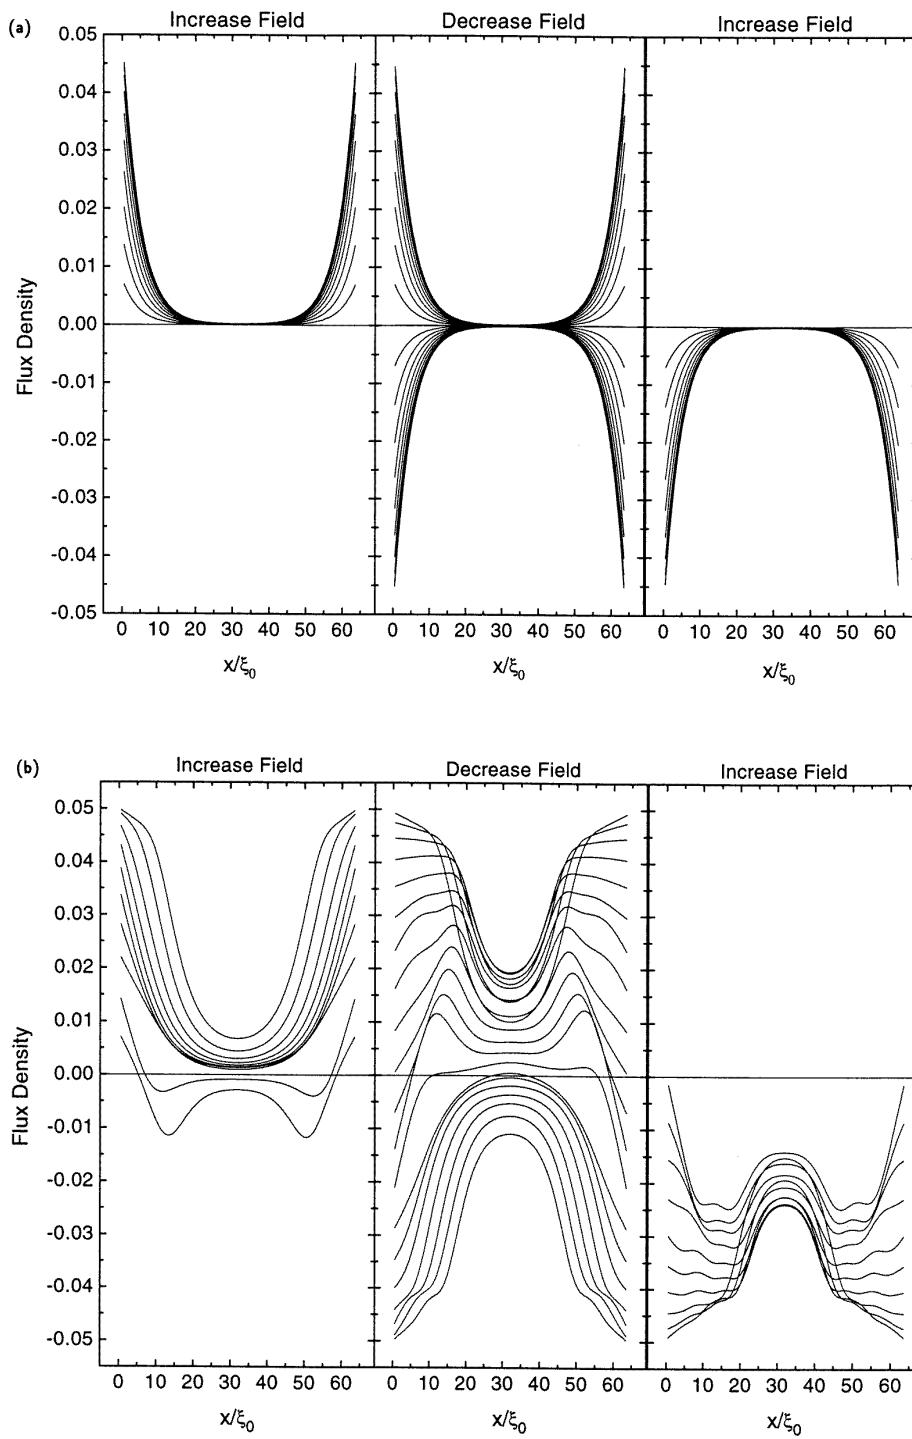 (a)
Increase Field
Decrease Field
Increase Field
0.05
0.04
0.03
0.02
0.01
0.00
-0.01
-0.02
-0.03
-0.04
-0.05
Flux Density
0 10 20 30 40 50 60
0 10 20 30 40 50 60
0 10 20 30 40 50 60
x/ξ₀
x/ξ₀
x/ξ₀
(b)
Increase Field
Decrease Field
Increase Field
0.05
0.04
0.03
0.02
0.01
0.00
-0.01
-0.02
-0.03
-0.04
-0.05
Flux Density
0 10 20 30 40 50 60
0 10 20 30 40 50 60
0 10 20 30 40 50 60
x/ξ₀
x/ξ₀
x/ξ₀